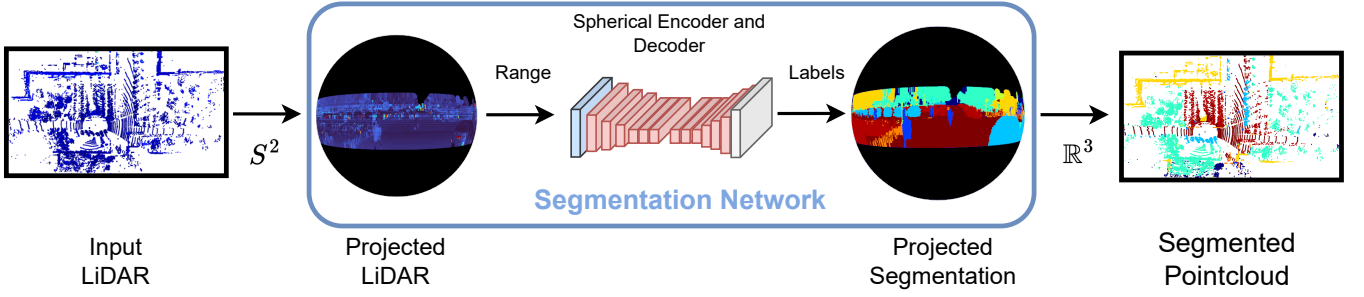 Spherical Encoder and
Decoder
Range
Labels
S²
ℝ³
Segmentation Network
Input
LiDAR
Projected
LiDAR
Projected
Segmentation
Segmented
Pointcloud